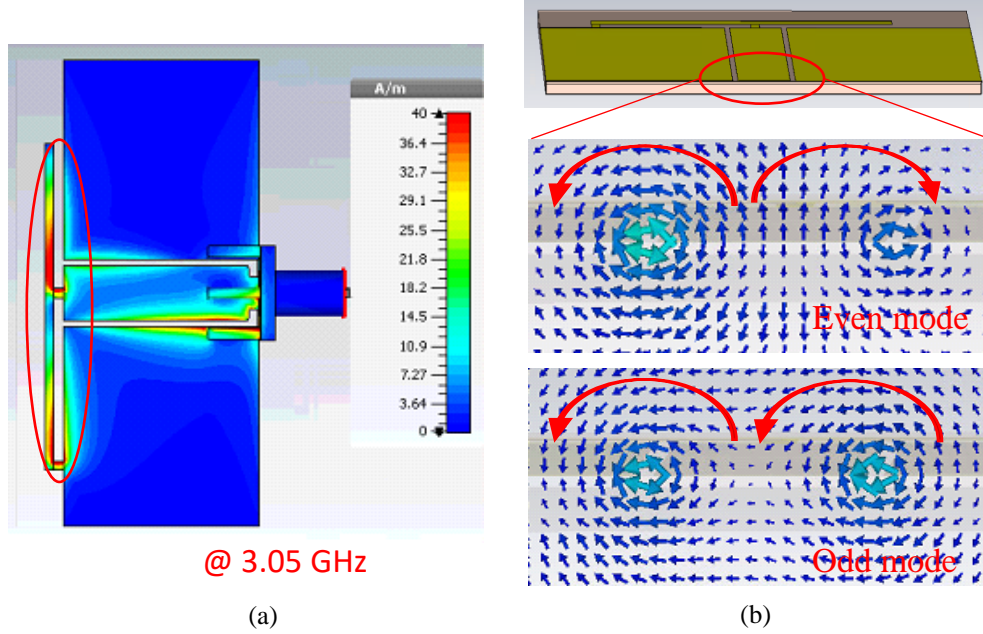 A/m
40
36.4
32.7
29.1
25.5
21.8
18.2
14.5
10.9
7.27
3.64
0
@ 3.05 GHz
(a)
Even mode
Odd mode
(b)